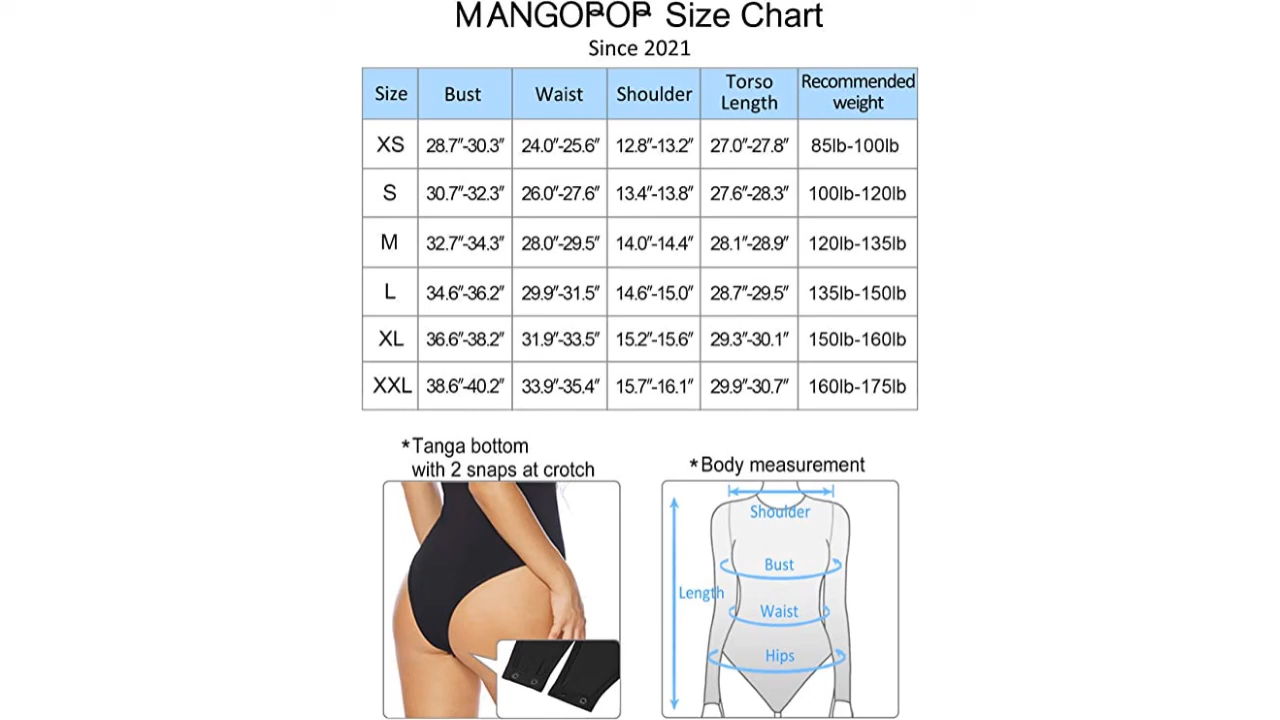 MANGOPOP Size Chart
Since 2021
Size Bust Waist Shoulder Torso Length Recommended weight
XS 28.7"-30.3" 24.0"-25.6" 12.8"-13.2" 27.0"-27.8" 85lb-100lb
S 30.7"-32.3" 26.0"-27.6" 13.4"-13.8" 27.6"-28.3" 100lb-120lb
M 32.7"-34.3" 28.0"-29.5" 14.0"-14.4" 28.1"-28.9" 120lb-135lb
L 34.6"-36.2" 29.9"-31.5" 14.6"-15.0" 28.7"-29.5" 135lb-150lb
XL 36.6"-38.2" 31.9"-33.5" 15.2"-15.6" 29.3"-30.1" 150lb-160lb
XXL 38.6"-40.2" 33.9"-35.4" 15.7"-16.1" 29.9"-30.7" 160lb-175lb
*Tanga bottom
with 2 snaps at crotch
*Body measurement
Shoulder
Bust
Length
Waist
Hips